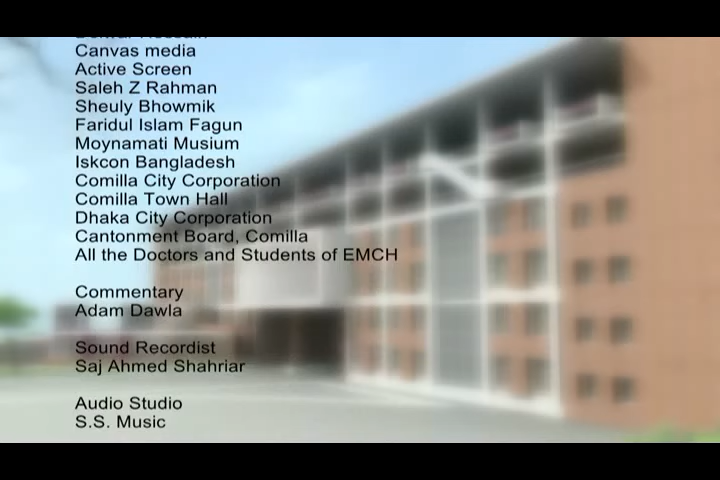 Canvas media
Active Screen
Saleh Z Rahman
Sheuly Bhowmik
Faridul Islam Fagun
Moynamati Musium
Iskcon Bangladesh
Comilla City Corporation
Comilla Town Hall
Dhaka City Corporation
Cantonment Board, Comilla
All the Doctors and Students of EMCH
Commentary
Adam Dawla
Sound Recordist
Saj Ahmed Shahriar
Audio Studio
S.S. Music